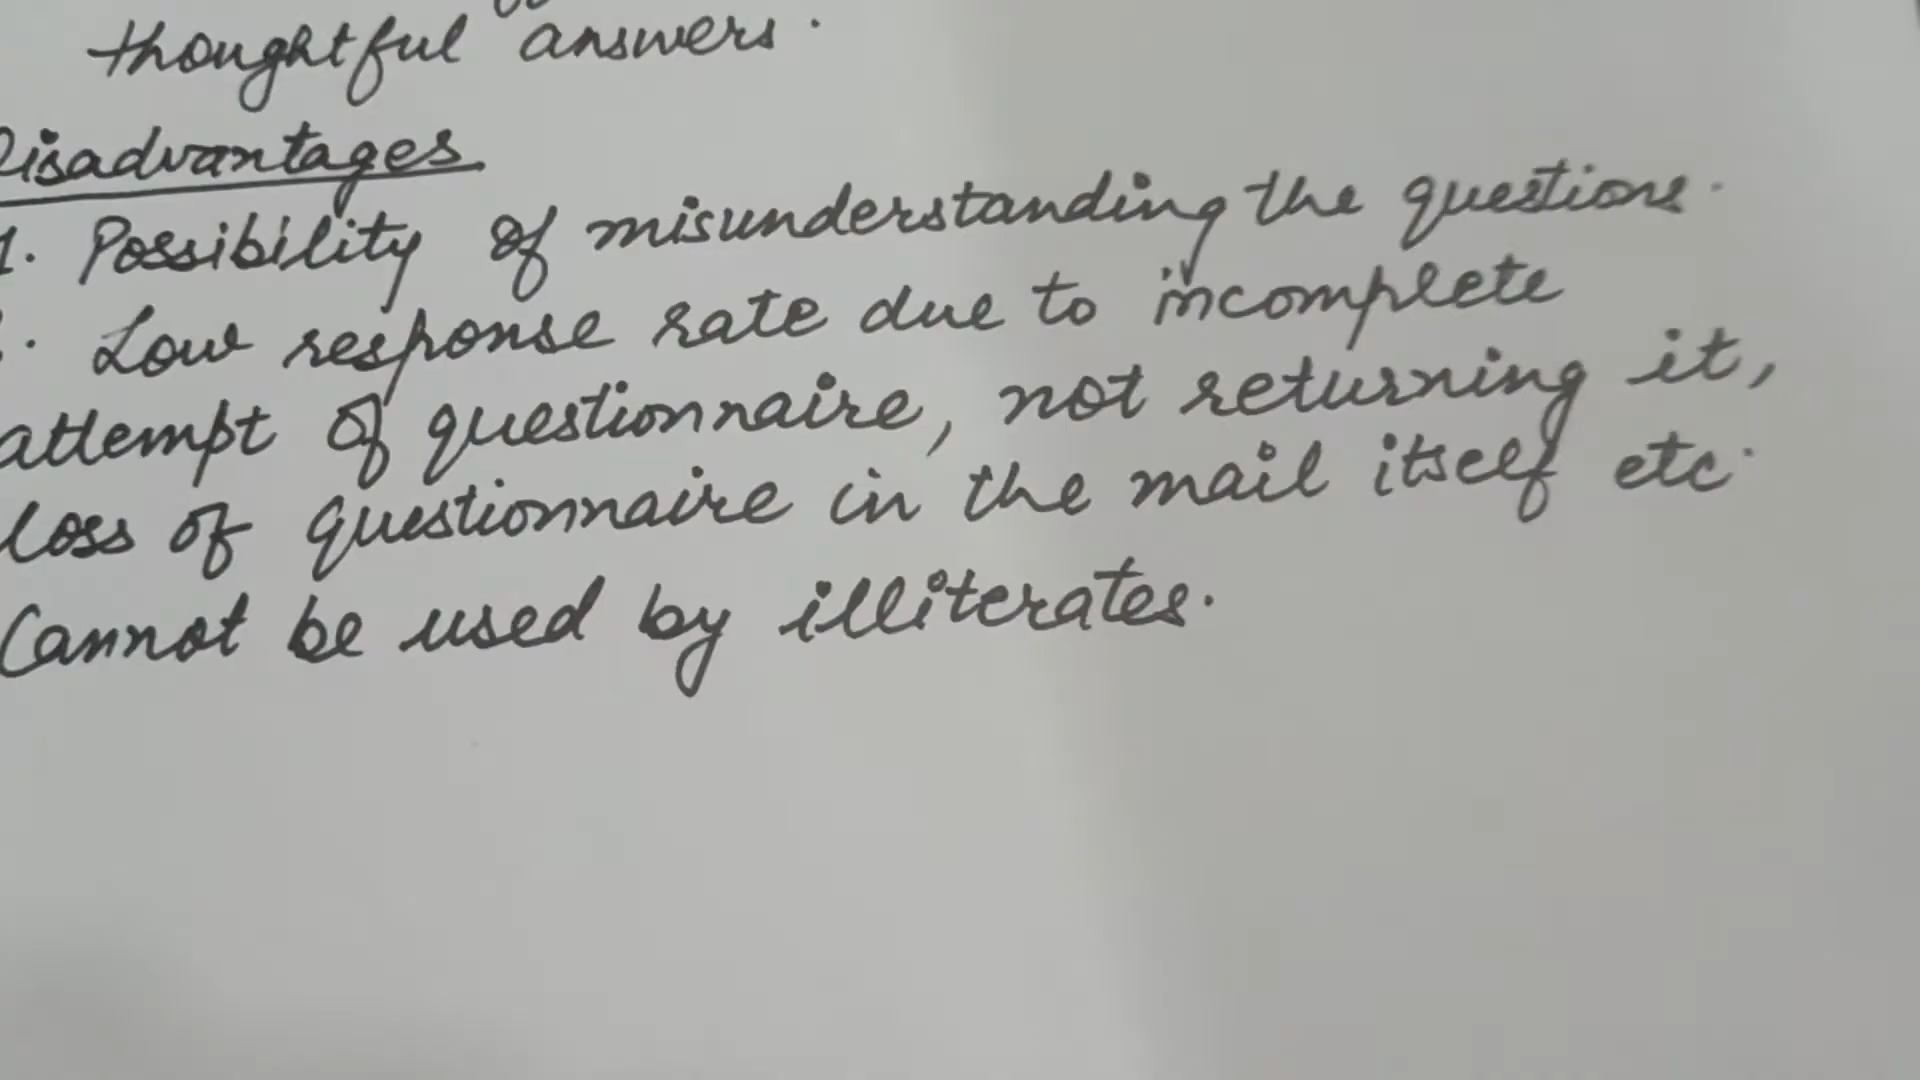 thoughtful answers.
Disadvantages
1. Possibility of misunderstanding the questions.
. Low response rate due to incomplete
attempt of questionnaire, not returning it,
loss of questionnaire in the mail itself etc.
Cannot be used by illiterates.